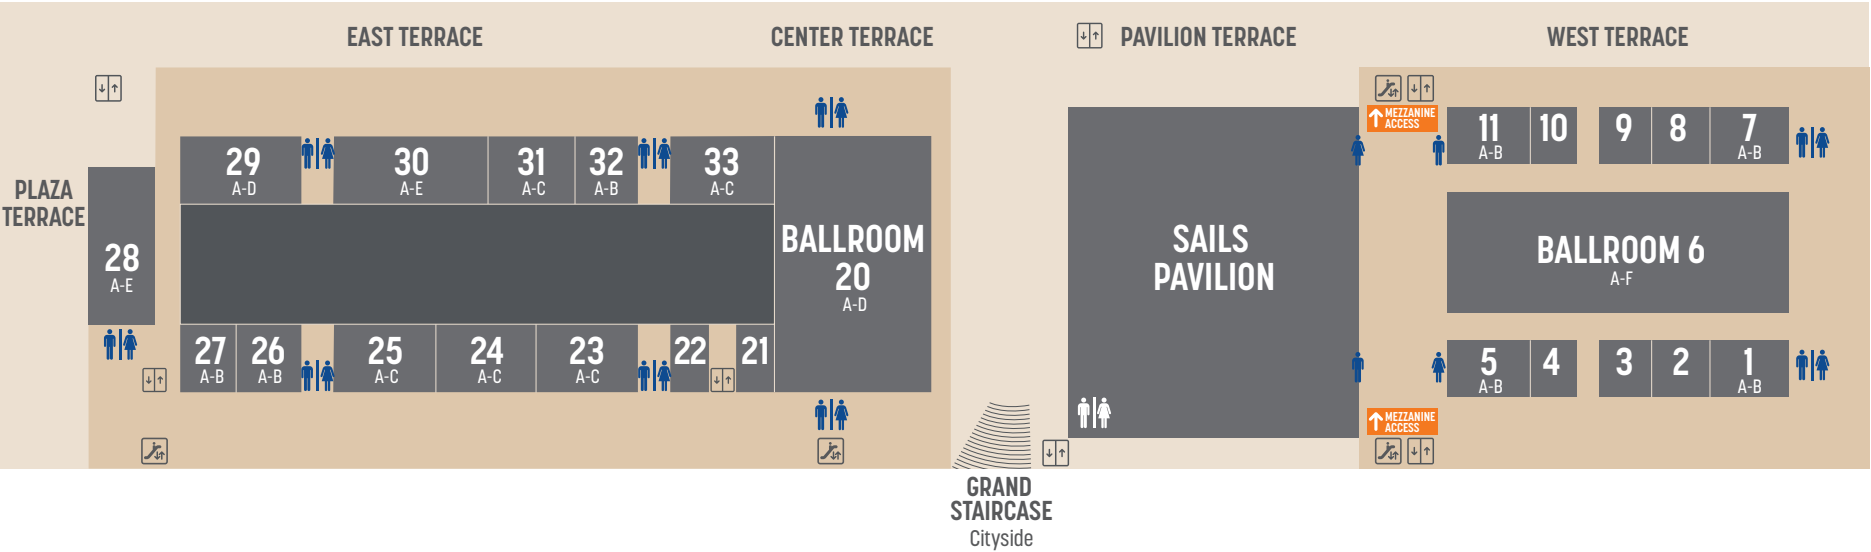 EAST TERRACE
CENTER TERRACE
PAVILION TERRACE
WEST TERRACE
MEZZANINE
ACCESS
11
A-B
10
9
8
7
A-B
29
A-D
30
A-E
31
A-C
32
A-B
33
A-C
PLAZA
TERRACE
28
A-E
BALLROOM
20
A-D
SAILS
PAVILION
BALLROOM 6
A-F
27
A-B
26
A-B
25
A-C
24
A-C
23
A-C
22
21
5
A-B
4
3
2
1
A-B
MEZZANINE
ACCESS
GRAND
STAIRCASE
Cityside